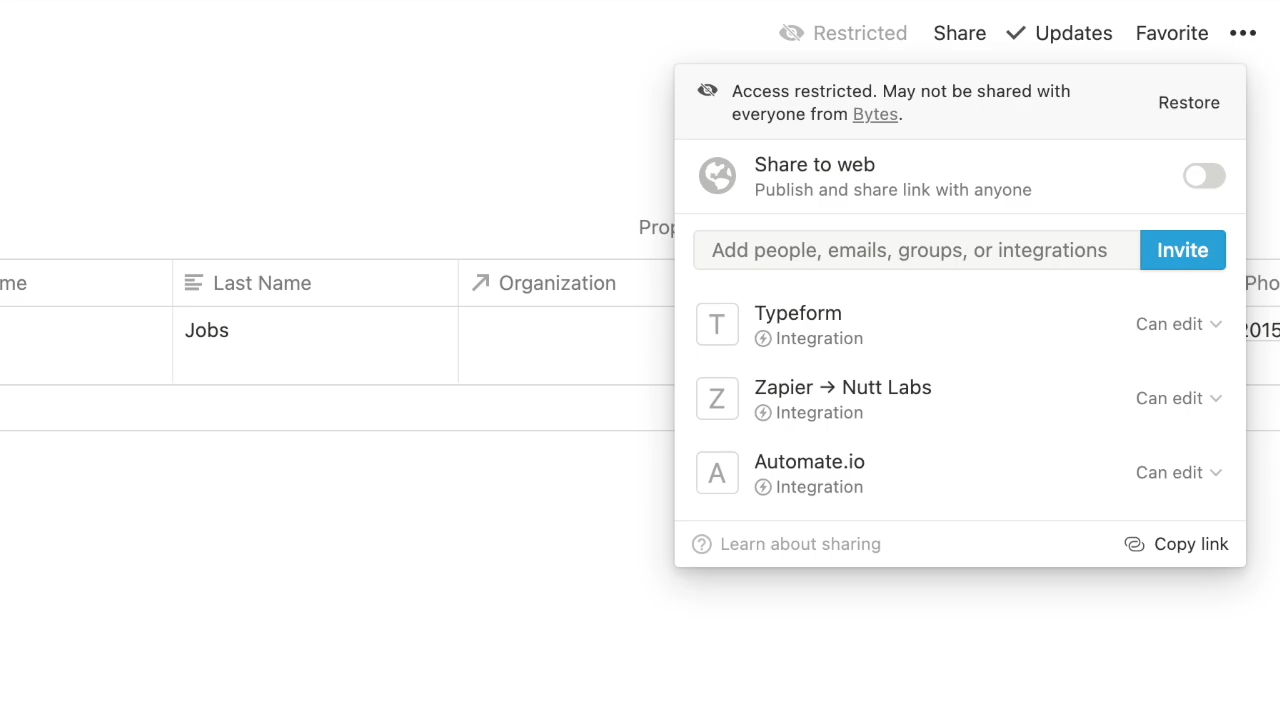 Restricted Share Updates Favorite
Access restricted. May not be shared with
everyone from Bytes.
Restore
Share to web
Publish and share link with anyone
Prop
Add people, emails, groups, or integrations Invite
me Last Name Organization Pho
Jobs 2015
Typeform
Integration
Can edit
Zapier → Nutt Labs
Integration
Can edit
Automate.io
Integration
Can edit
Learn about sharing Copy link
T
Z
A